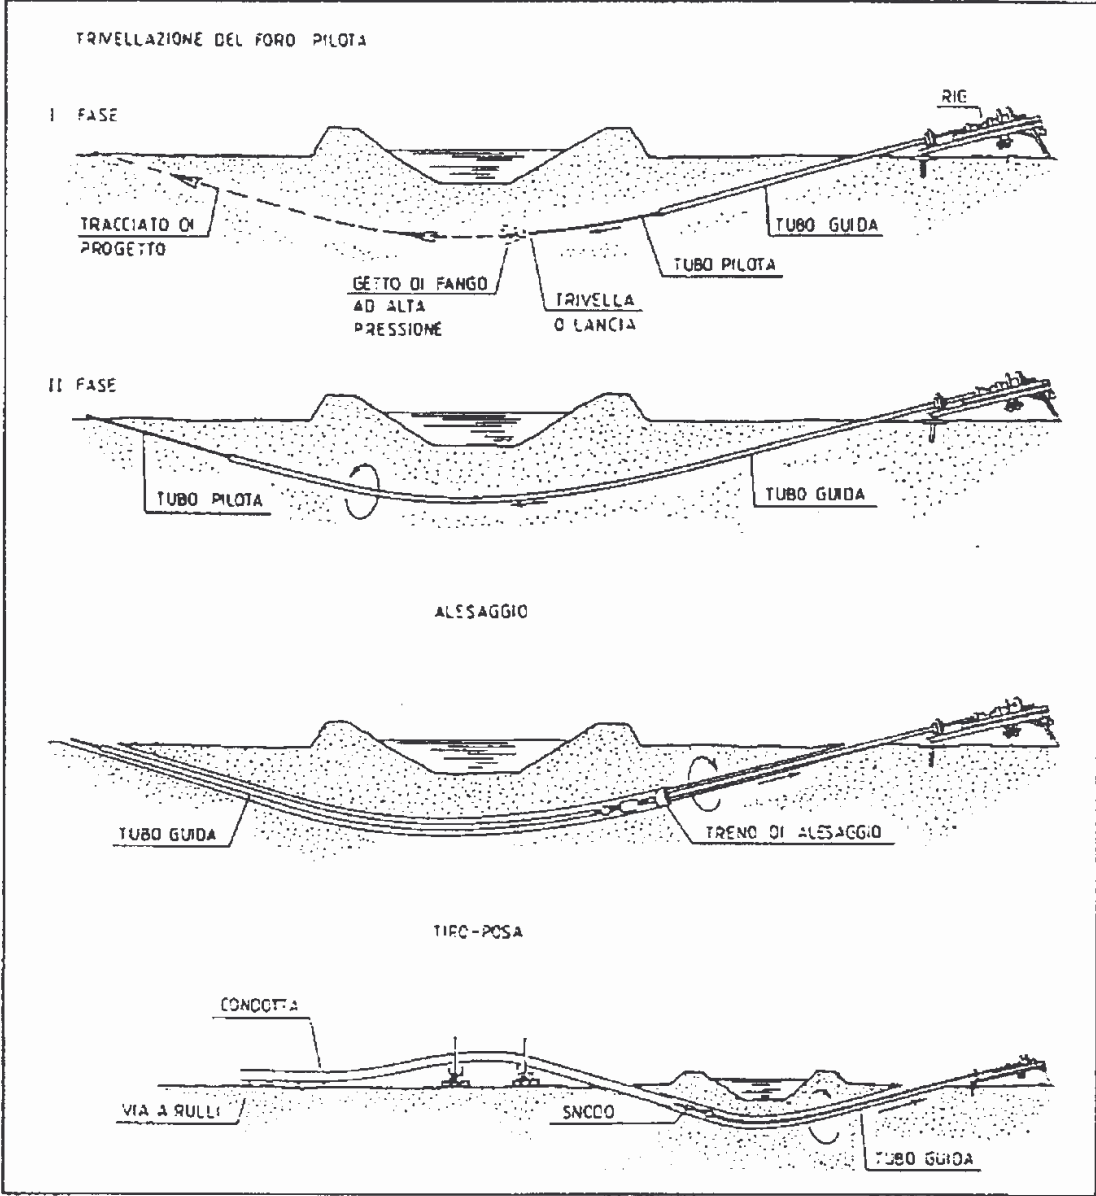 TRIVELLAZIONE DEL FORO PILOTA
I FASE
RIG
TRACCIATO DI
PROGETTO
TUBO GUIDA
TUBO PILOTA
GETTO DI FANGO
AD ALTA
PRESSIONE
TRIVELLA
O LANCIA
II FASE
TUBO PILOTA
TUBO GUIDA
ALESAGGIO
TUBO GUIDA
TRENO DI ALESAGGIO
TIRO-POSA
CONDOTTA
VIA A RULLI
SNODO
TUBO GUIDA